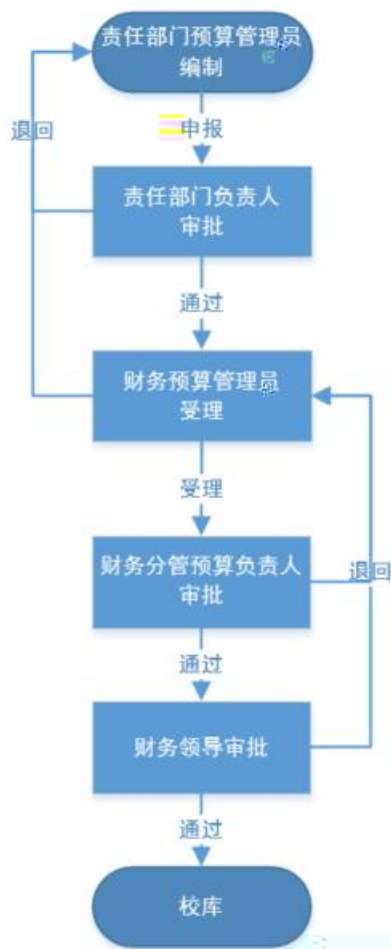 责任部门预算管理员
编制
退回
申报
责任部门负责人
审批
通过
财务预算管理员
受理
受理
财务分管预算负责人
审批
退回
通过
财务领导审批
通过
校库